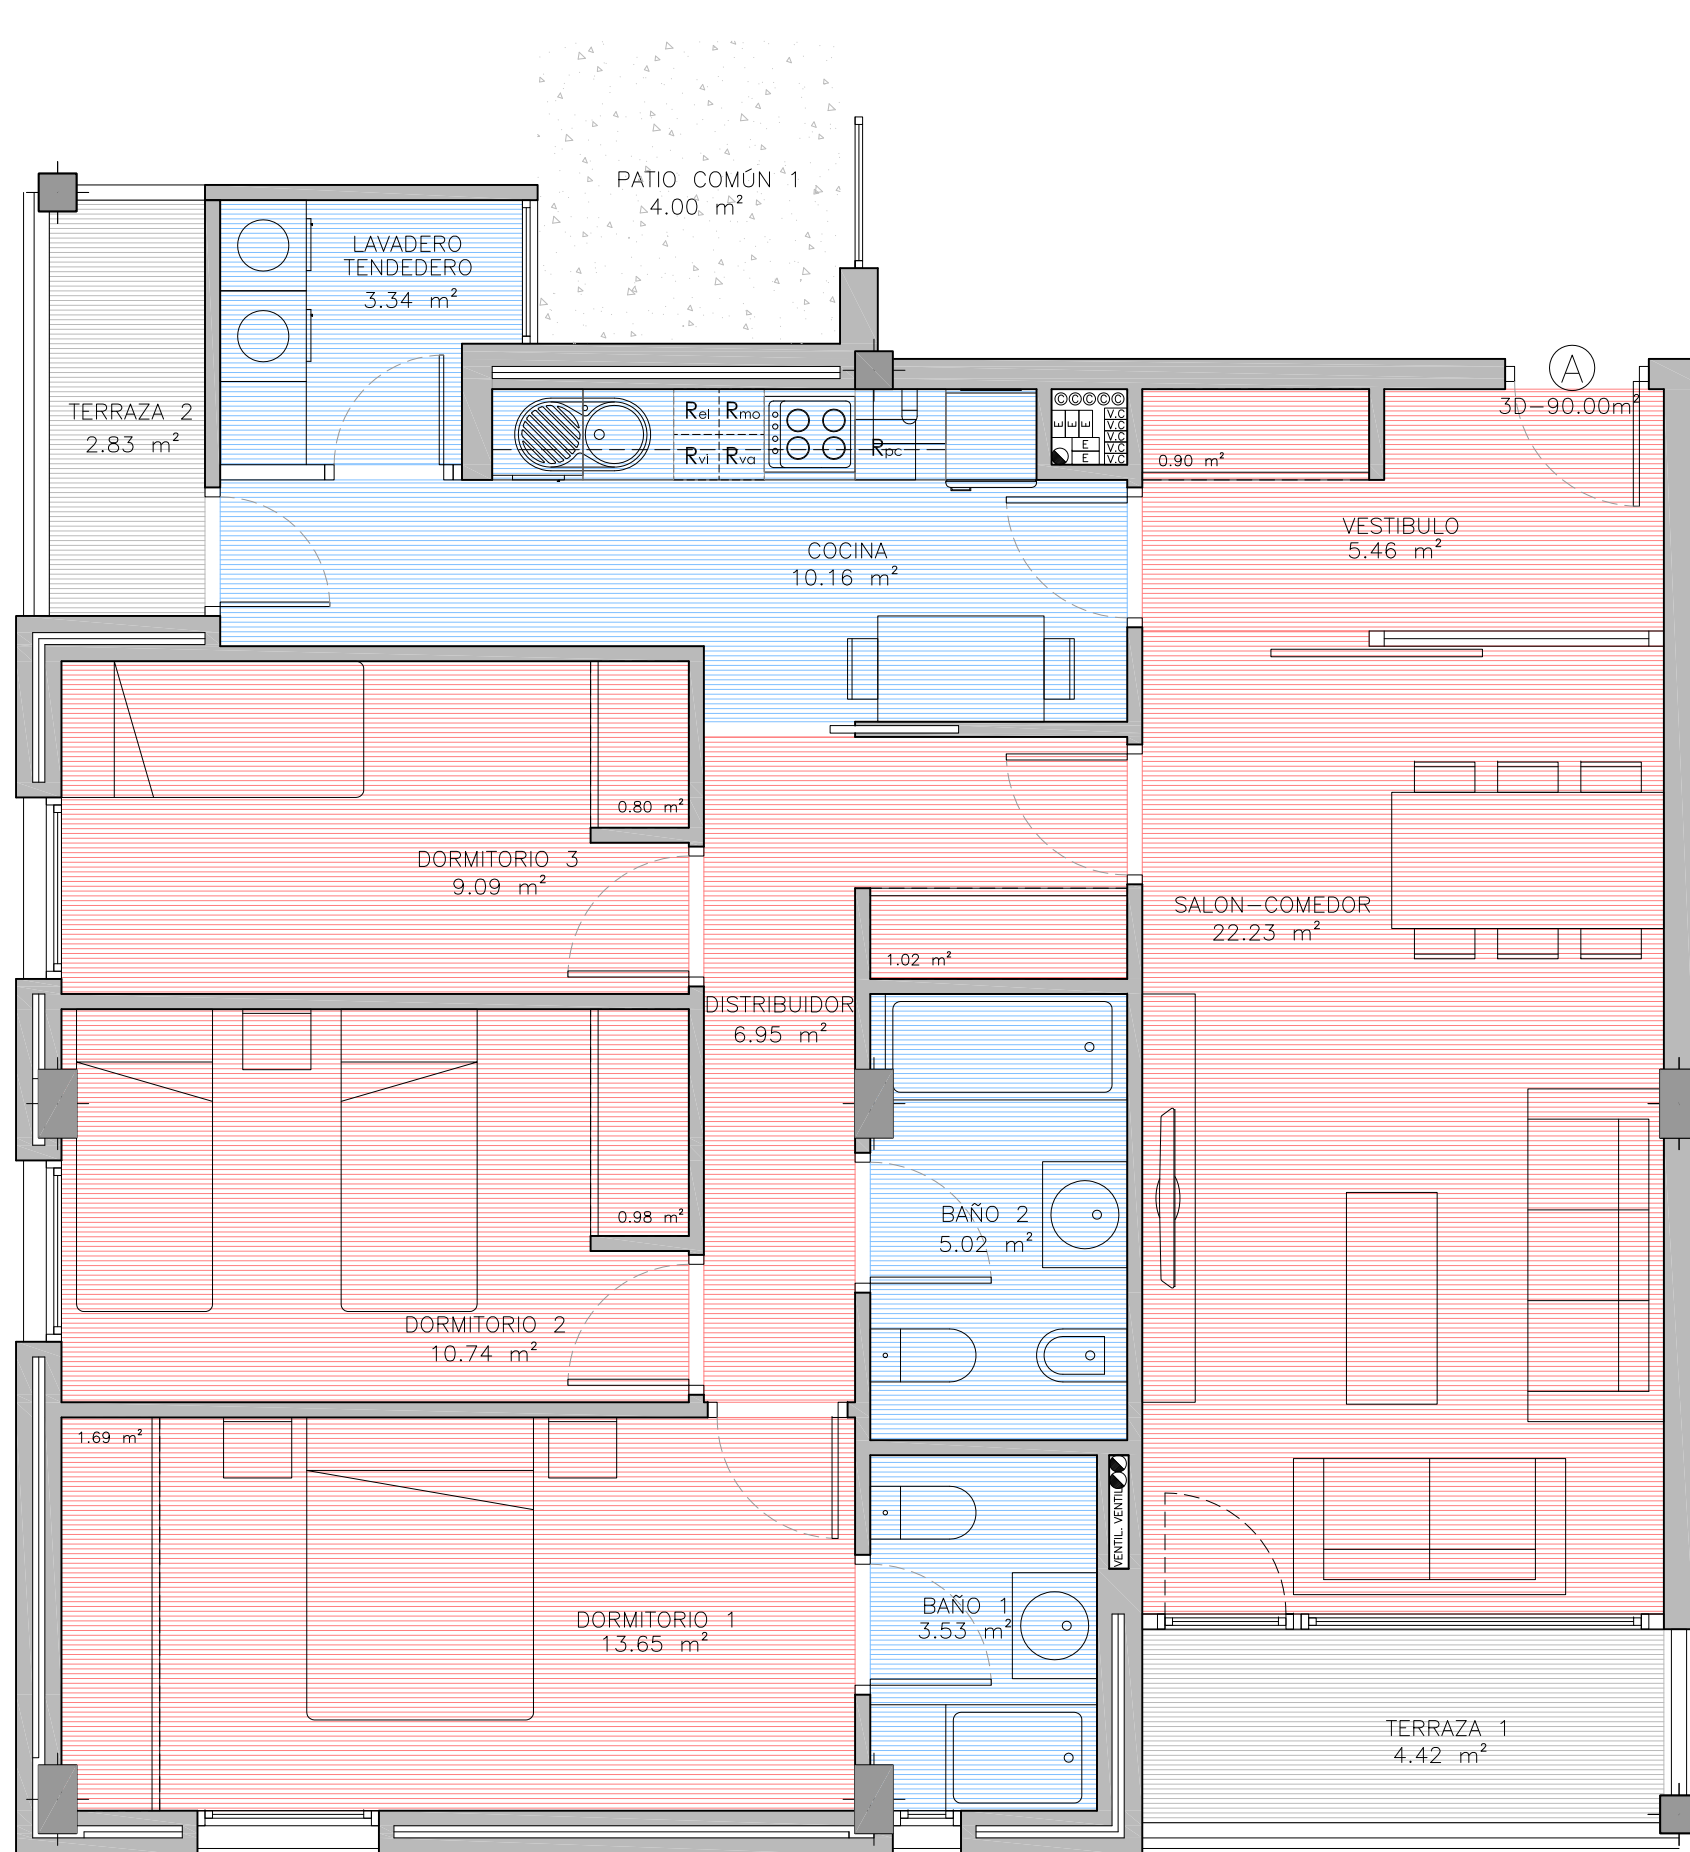 PATIO COMÚN 1
4.00 m²
LAVADERO
TENDEDERO
3.34 m²
TERRAZA 2
2.83 m²
Rel
Rmo
Rvi
Rva
Rpc
C C C C C
E E E
E
E
V.C
V.C
V.C
V.C
V.C
0.90 m²
A
3D-90.00m²
VESTIBULO
5.46 m²
COCINA
10.16 m²
0.80 m²
DORMITORIO 3
9.09 m²
SALON-COMEDOR
22.23 m²
1.02 m²
DISTRIBUIDOR
6.95 m²
0.98 m²
BAÑO 2
5.02 m²
DORMITORIO 2
10.74 m²
1.69 m²
VENTIL. VENTIL.
BAÑO 1
3.53 m²
DORMITORIO 1
13.65 m²
TERRAZA 1
4.42 m²